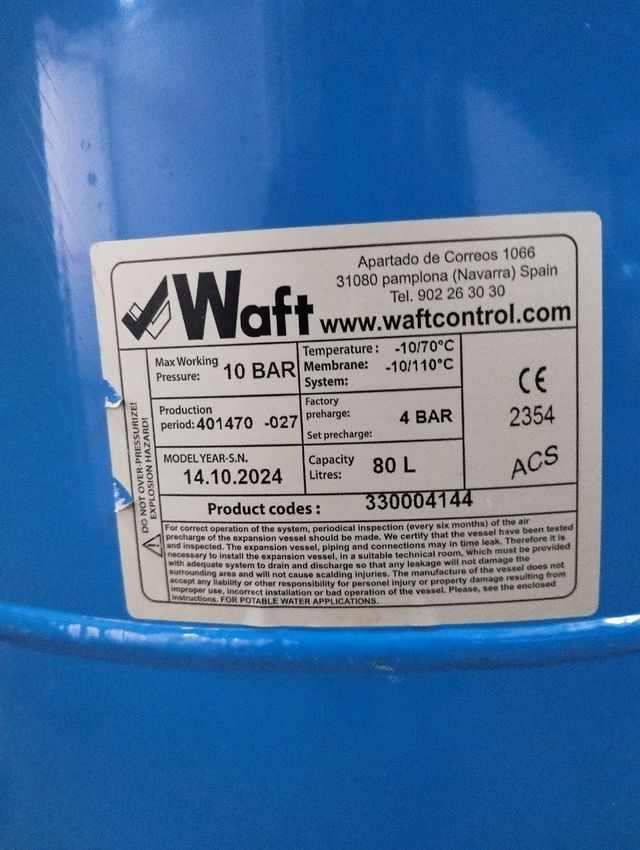 Waft
Apartado de Correos 1066
31080 pamplona (Navarra) Spain
Tel. 902 26 30 30
www.waftcontrol.com
DO NOT OVER-PRESSURIZE!
EXPLOSION HAZARD!
Max Working
Pressure: 10 BAR
Temperature: -10/70°C
Membrane: -10/110°C
System:
Production
period: 401470 -027
Factory
preharge:
4 BAR
Set precharge:
MODEL YEAR-S.N.
14.10.2024
Capacity
Litres: 80 L
CE
2354
ACS
Product codes : 330004144
For correct operation of the system, periodical inspection (every six months) of the air
precharge of the expansion vessel should be made. We certify that the vessel have been tested
and inspected. The expansion vessel, piping and connections may in time leak. Therefore it is
necessary to install the expansion vessel, in a suitable technical room, which must be provided
with adequate system to drain and discharge so that any leakage will not damage the
surrounding area and will not cause scalding injuries. The manufacture of the vessel does not
accept any liability or other responsibility for personel injury or property damage resulting from
improper use, incorrect installation or bad operation of the vessel. Please, see the enclosed
instructions. FOR POTABLE WATER APPLICATIONS.